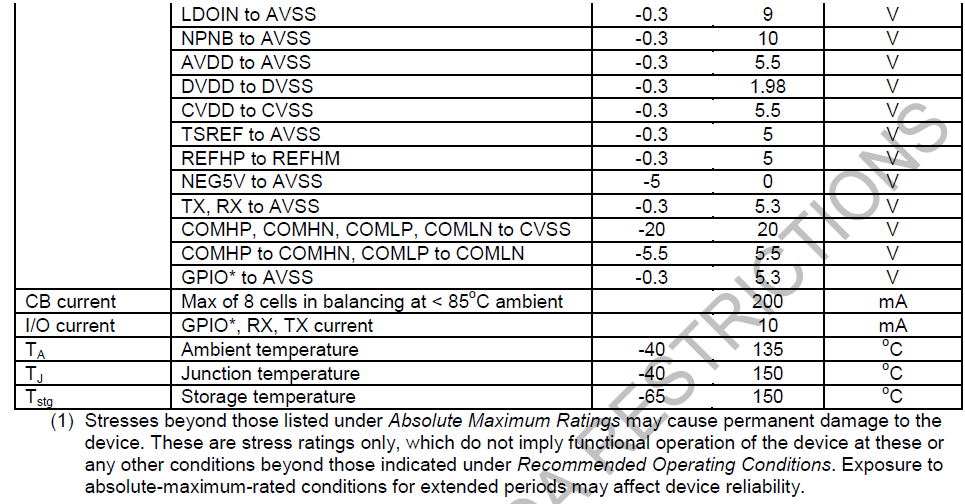 LDOIN to AVSS -0.3 9 V
NPNB to AVSS -0.3 10 V
AVDD to AVSS -0.3 5.5 V
DVDD to DVSS -0.3 1.98 V
CVDD to CVSS -0.3 5.5 V
TSREF to AVSS -0.3 5 V
REFHP to REFHM -0.3 5 V
NEG5V to AVSS -5 0 V
TX, RX to AVSS -0.3 5.3 V
COMHP, COMHN, COMLP, COMLN to CVSS -20 20 V
COMHP to COMHN, COMLP to COMLN -5.5 5.5 V
GPIO* to AVSS -0.3 5.3 V
CB current Max of 8 cells in balancing at < 85°C ambient 200 mA
I/O current GPIO*, RX, TX current 10 mA
TA Ambient temperature -40 135 °C
TJ Junction temperature -40 150 °C
Tstg Storage temperature -65 150 °C
(1) Stresses beyond those listed under Absolute Maximum Ratings may cause permanent damage to the
device. These are stress ratings only, which do not imply functional operation of the device at these or
any other conditions beyond those indicated under Recommended Operating Conditions. Exposure to
absolute-maximum-rated conditions for extended periods may affect device reliability.
RESTRICTIONS